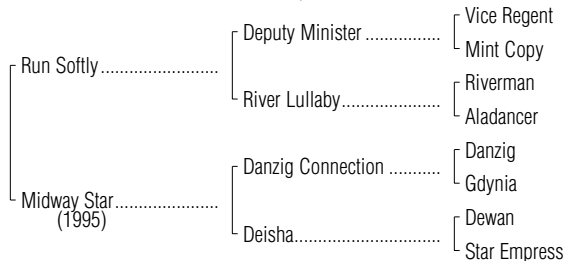 Vice Regent
Deputy Minister ................
Mint Copy
Run Softly........................
Riverman
River Lullaby.....................
Aladancer
Danzig
Danzig Connection ...........
Gdynia
Midway Star.....................
(1995)
Dewan
Deisha...............................
Star Empress